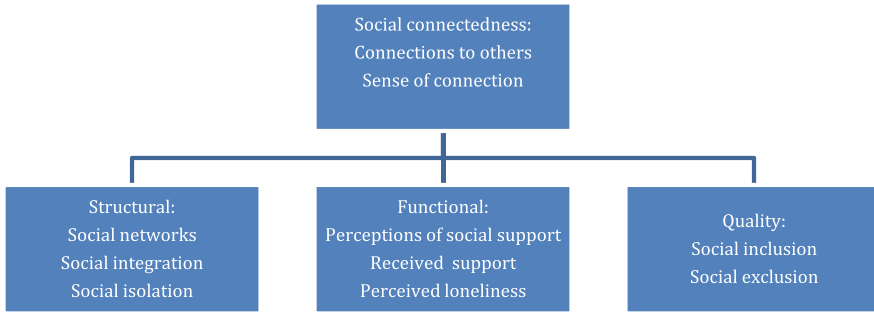 Social connectedness:
Connections to others
Sense of connection
Structural:
Social networks
Social integration
Social isolation
Functional:
Perceptions of social support
Received  support
Perceived loneliness
Quality:
Social inclusion
Social exclusion